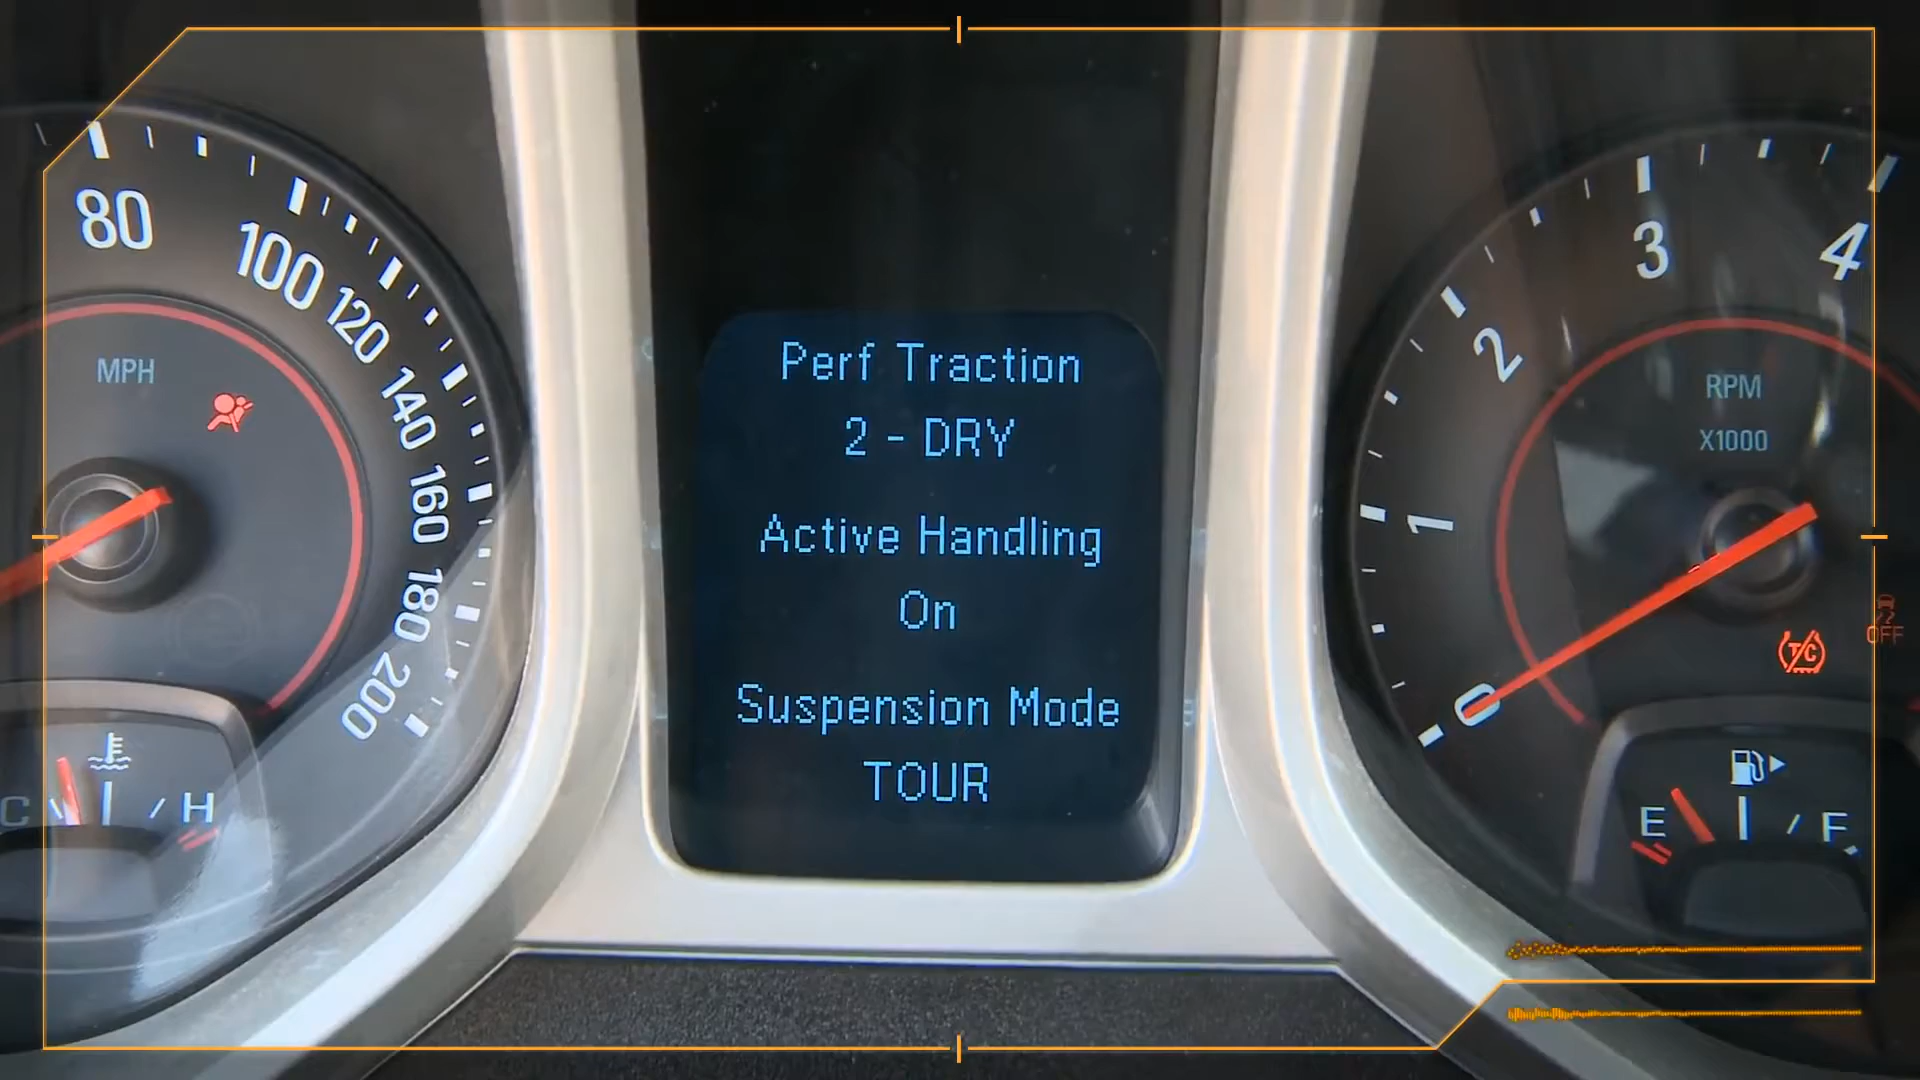 80
100
120
140
160
180
200
MPH
C
H
Perf Traction
2 - DRY
Active Handling
On
Suspension Mode
TOUR
0
1
2
3
4
RPM
X1000
T/C
OFF
E
F